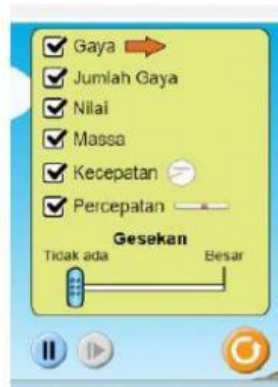 Gaya
Jumlah Gaya
Nilai
Massa
Kecepatan
Percepatan
Gesekan
Tidak ada Besar